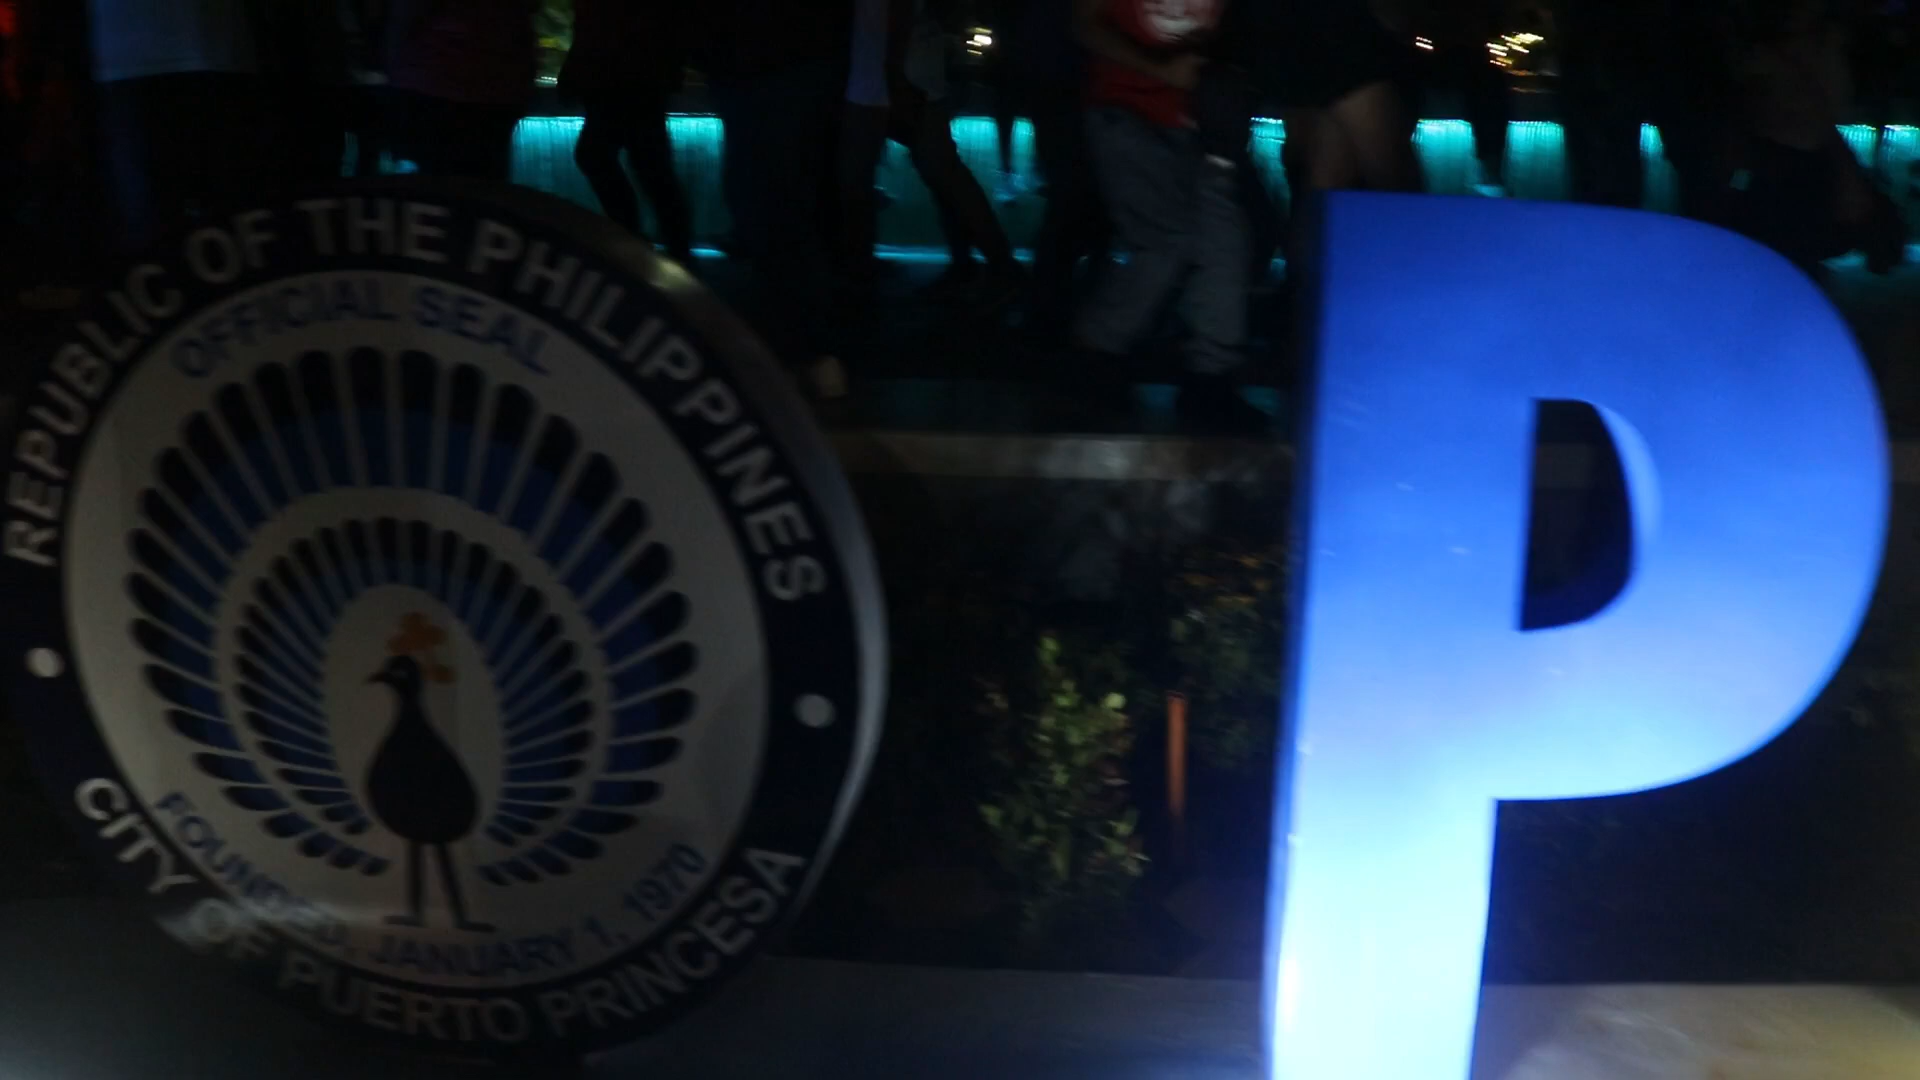 REPUBLIC OF THE PHILIPPINES
OFFICIAL SEAL
FOUNDED, JANUARY 1, 1970
CITY OF PUERTO PRINCESA
P